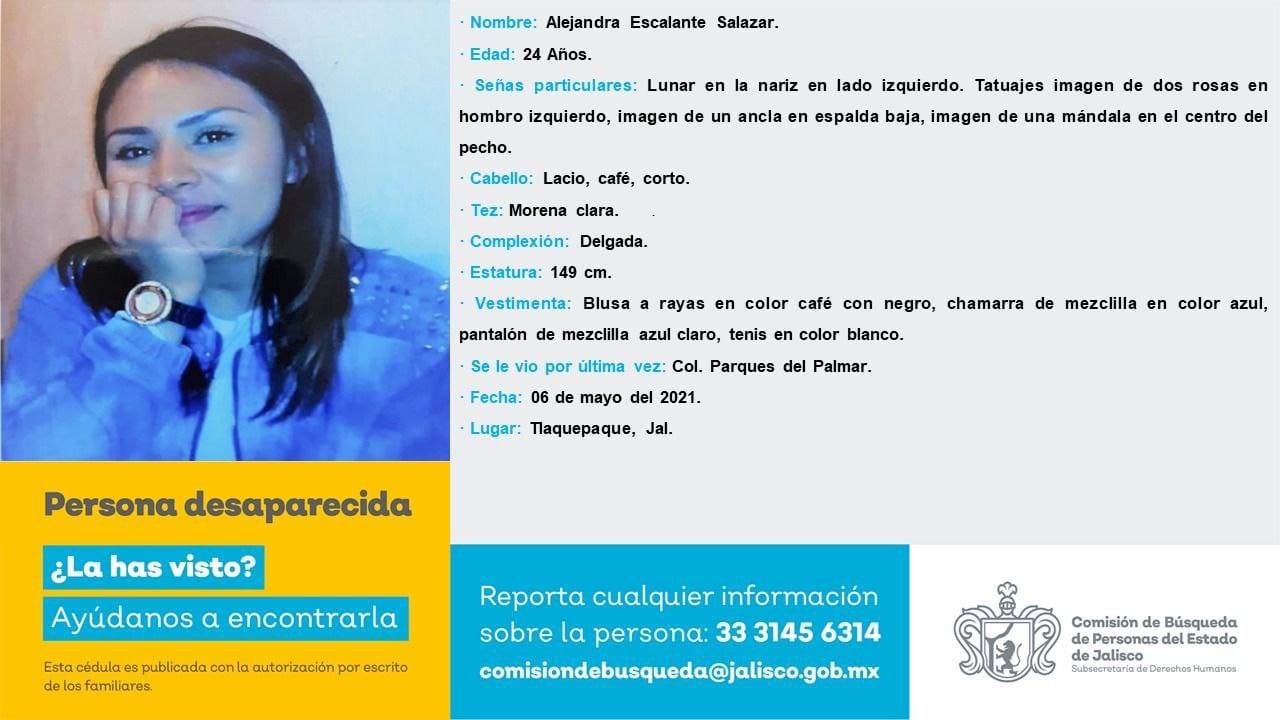 · Nombre: Alejandra Escalante Salazar.
· Edad: 24 Años.
· Señas particulares: Lunar en la nariz en lado izquierdo. Tatuajes imagen de dos rosas en
hombro izquierdo, imagen de un ancla en espalda baja, imagen de una mándala en el centro del
pecho.
· Cabello: Lacio, café, corto.
· Tez: Morena clara. .
· Complexión: Delgada.
· Estatura: 149 cm.
· Vestimenta: Blusa a rayas en color café con negro, chamarra de mezclilla en color azul,
pantalón de mezclilla azul claro, tenis en color blanco.
· Se le vio por última vez: Col. Parques del Palmar.
· Fecha: 06 de mayo del 2021.
· Lugar: Tlaquepaque, Jal.
Persona desaparecida
¿La has visto?
Ayúdanos a encontrarla
Esta cédula es publicada con la autorización por escrito
de los familiares.
Reporta cualquier información
sobre la persona: 33 3145 6314
comisiondebusqueda@jalisco.gob.mx
Comisión de Búsqueda
de Personas del Estado
de Jalisco
Subsecretaría de Derechos Humanos